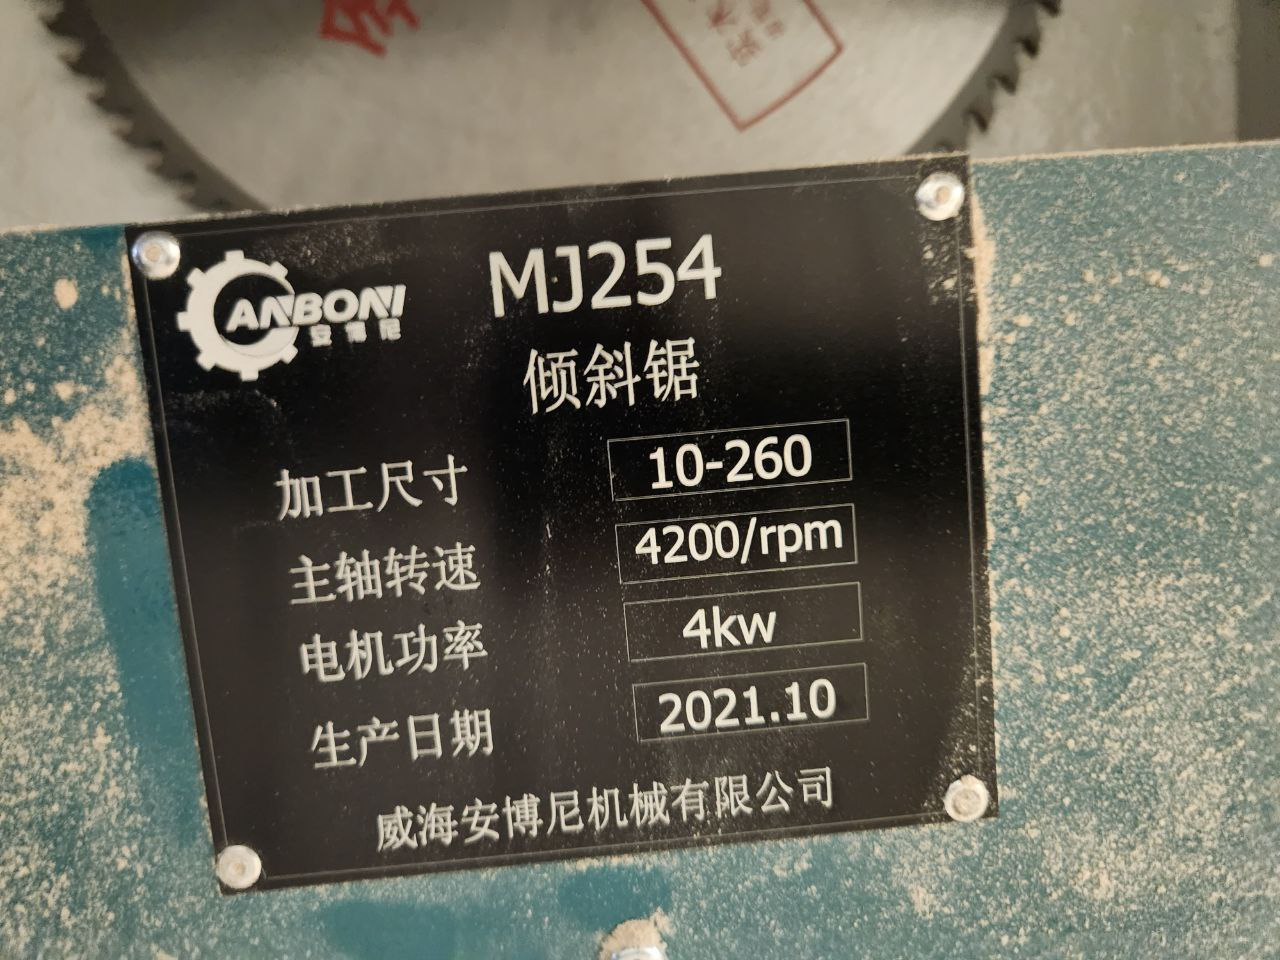 ANBONI
安博尼
MJ254
倾斜锯
加工尺寸 10-260
主轴转速 4200/rpm
电机功率 4kw
生产日期 2021.10
威海安博尼机械有限公司